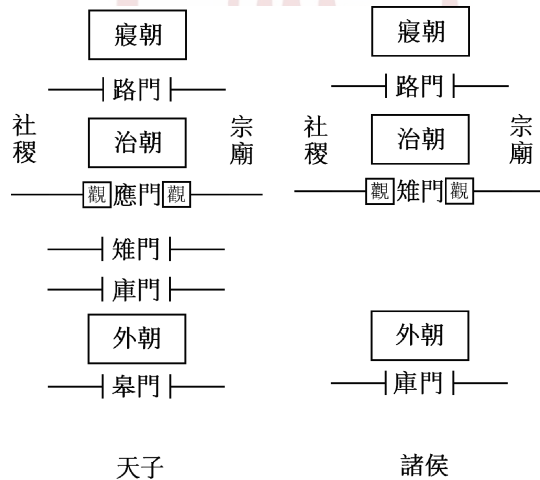 寢朝
路門
社稷
治朝
宗廟
觀 應門 觀
雉門
庫門
外朝
皋門
天子
寢朝
路門
社稷
治朝
宗廟
觀 雉門 觀
外朝
庫門
諸侯